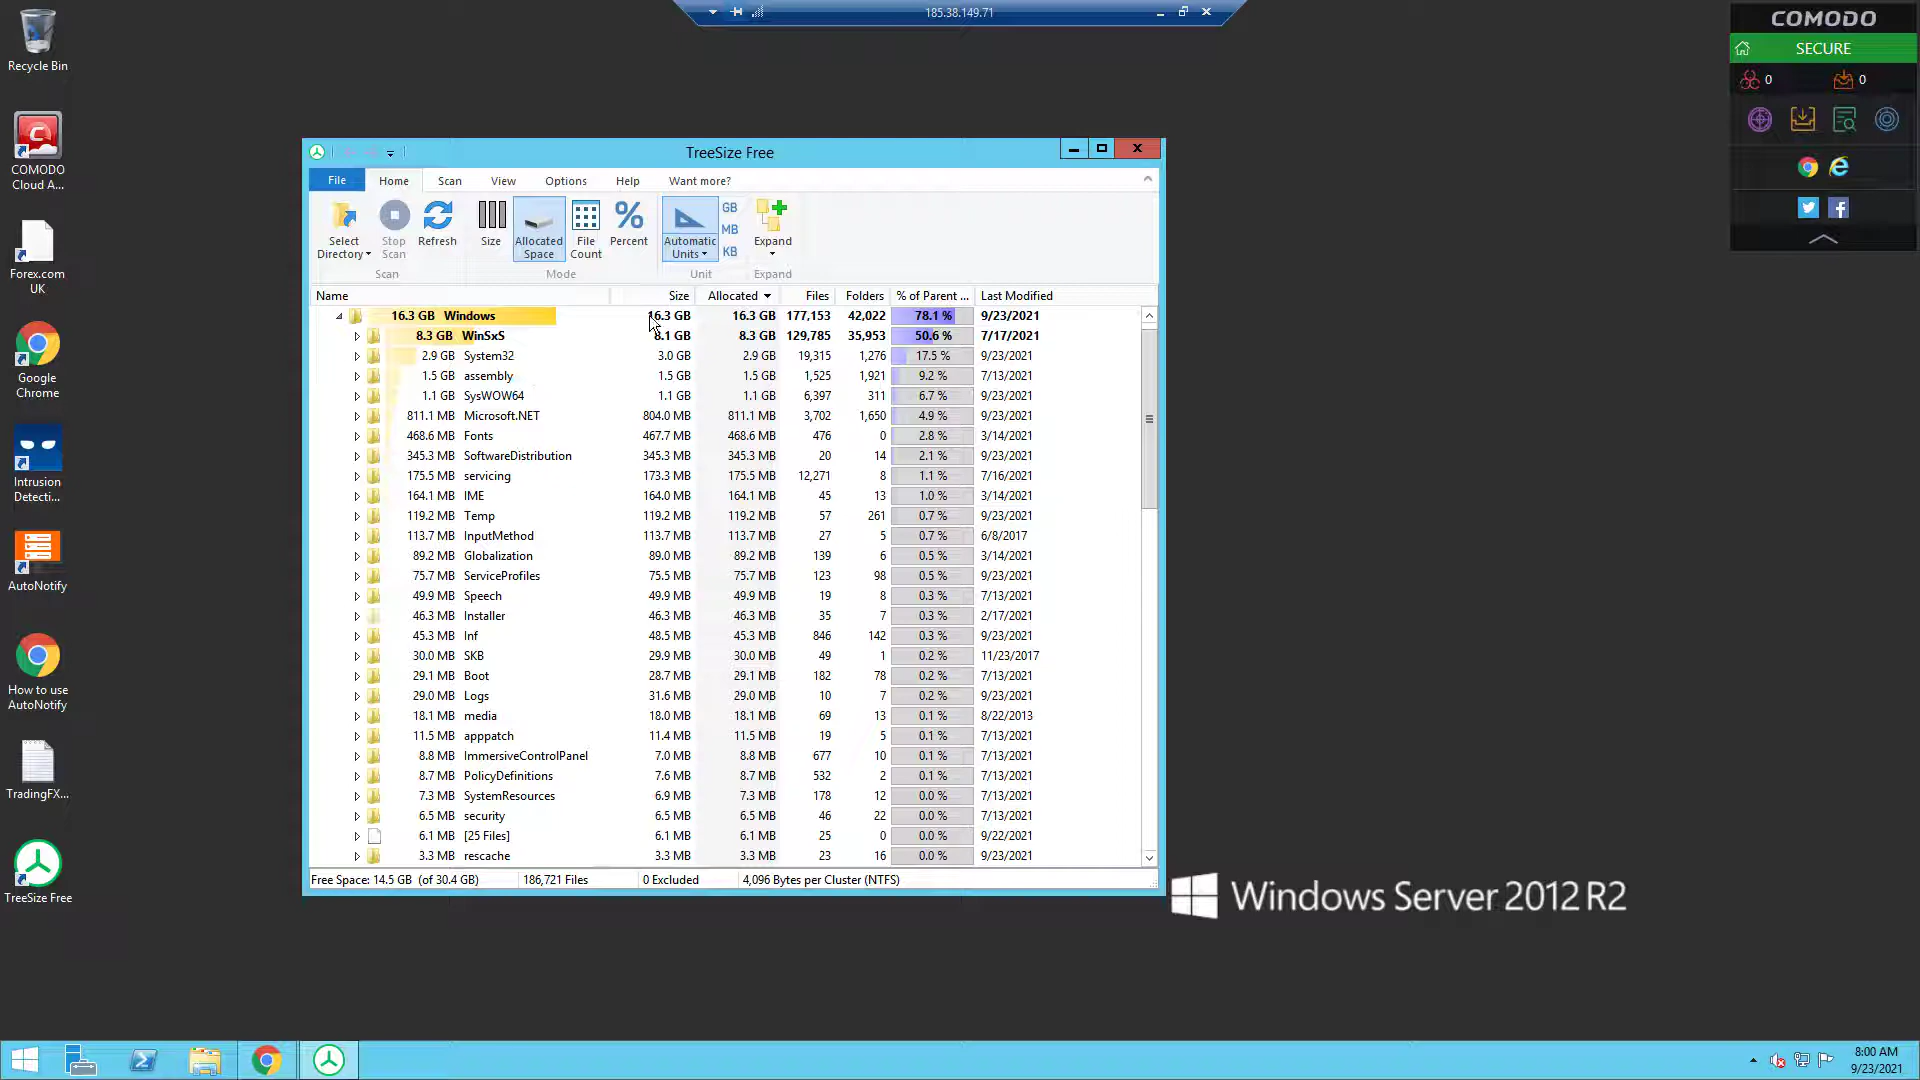 185.38.149.71
Recycle Bin
COMODO
Cloud A...
Forex.com
UK
Google
Chrome
Intrusion
Detecti...
AutoNotify
How to use
AutoNotify
TradingFX...
TreeSize Free
COMODO
SECURE
0 0
TreeSize Free
File Home Scan View Options Help Want more?
Select
Directory
Stop
Scan
Refresh
Size
Allocated
Space
File
Count
Percent
Automatic
Units
GB
MB
KB
Expand
Scan Mode Unit Expand
Name Size Allocated Files Folders % of Parent ... Last Modified
16.3 GB Windows 16.3 GB 16.3 GB 177,153 42,022 78.1 % 9/23/2021
8.3 GB WinSxS 8.1 GB 8.3 GB 129,785 35,953 50.6 % 7/17/2021
2.9 GB System32 3.0 GB 2.9 GB 19,315 1,276 17.5 % 9/23/2021
1.5 GB assembly 1.5 GB 1.5 GB 1,525 1,921 9.2 % 7/13/2021
1.1 GB SysWOW64 1.1 GB 1.1 GB 6,397 311 6.7 % 9/23/2021
811.1 MB Microsoft.NET 804.0 MB 811.1 MB 3,702 1,650 4.9 % 9/23/2021
468.6 MB Fonts 467.7 MB 468.6 MB 476 0 2.8 % 3/14/2021
345.3 MB SoftwareDistribution 345.3 MB 345.3 MB 20 14 2.1 % 9/23/2021
175.5 MB servicing 173.3 MB 175.5 MB 12,271 8 1.1 % 7/16/2021
164.1 MB IME 164.0 MB 164.1 MB 45 13 1.0 % 3/14/2021
119.2 MB Temp 119.2 MB 119.2 MB 57 261 0.7 % 9/23/2021
113.7 MB InputMethod 113.7 MB 113.7 MB 27 5 0.7 % 6/8/2017
89.2 MB Globalization 89.0 MB 89.2 MB 139 6 0.5 % 3/14/2021
75.7 MB ServiceProfiles 75.5 MB 75.7 MB 123 98 0.5 % 9/23/2021
49.9 MB Speech 49.9 MB 49.9 MB 19 8 0.3 % 7/13/2021
46.3 MB Installer 46.3 MB 46.3 MB 35 7 0.3 % 2/17/2021
45.3 MB Inf 48.5 MB 45.3 MB 846 142 0.3 % 9/23/2021
30.0 MB SKB 29.9 MB 30.0 MB 49 1 0.2 % 11/23/2017
29.1 MB Boot 28.7 MB 29.1 MB 182 78 0.2 % 7/13/2021
29.0 MB Logs 31.6 MB 29.0 MB 10 7 0.2 % 9/23/2021
18.1 MB media 18.0 MB 18.1 MB 69 13 0.1 % 8/22/2013
11.5 MB apppatch 11.4 MB 11.5 MB 19 5 0.1 % 7/13/2021
8.8 MB ImmersiveControlPanel 7.0 MB 8.8 MB 677 10 0.1 % 7/13/2021
8.7 MB PolicyDefinitions 7.6 MB 8.7 MB 532 2 0.1 % 7/13/2021
7.3 MB SystemResources 6.9 MB 7.3 MB 178 12 0.0 % 7/13/2021
6.5 MB security 6.5 MB 6.5 MB 46 22 0.0 % 7/13/2021
6.1 MB [25 Files] 6.1 MB 6.1 MB 25 0 0.0 % 9/22/2021
3.3 MB rescache 3.3 MB 3.3 MB 23 16 0.0 % 9/23/2021
Free Space: 14.5 GB (of 30.4 GB) 186,721 Files 0 Excluded 4,096 Bytes per Cluster (NTFS)
Windows Server 2012 R2
8:00 AM
9/23/2021